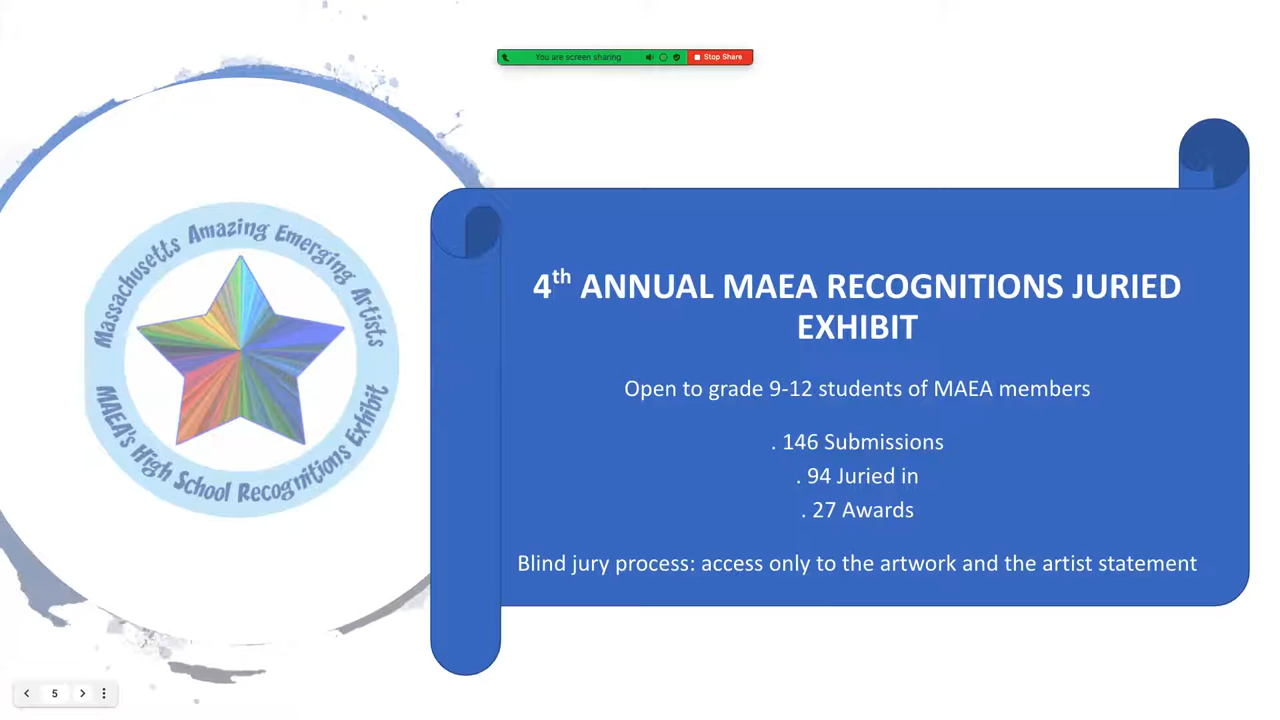 You are screen sharing
Stop Share
Massachusetts Amazing Emerging Artists
MAEA's High School Recognitions Exhibit
4th ANNUAL MAEA RECOGNITIONS JURIED
EXHIBIT
Open to grade 9-12 students of MAEA members
. 146 Submissions
. 94 Juried in
. 27 Awards
Blind jury process: access only to the artwork and the artist statement
5